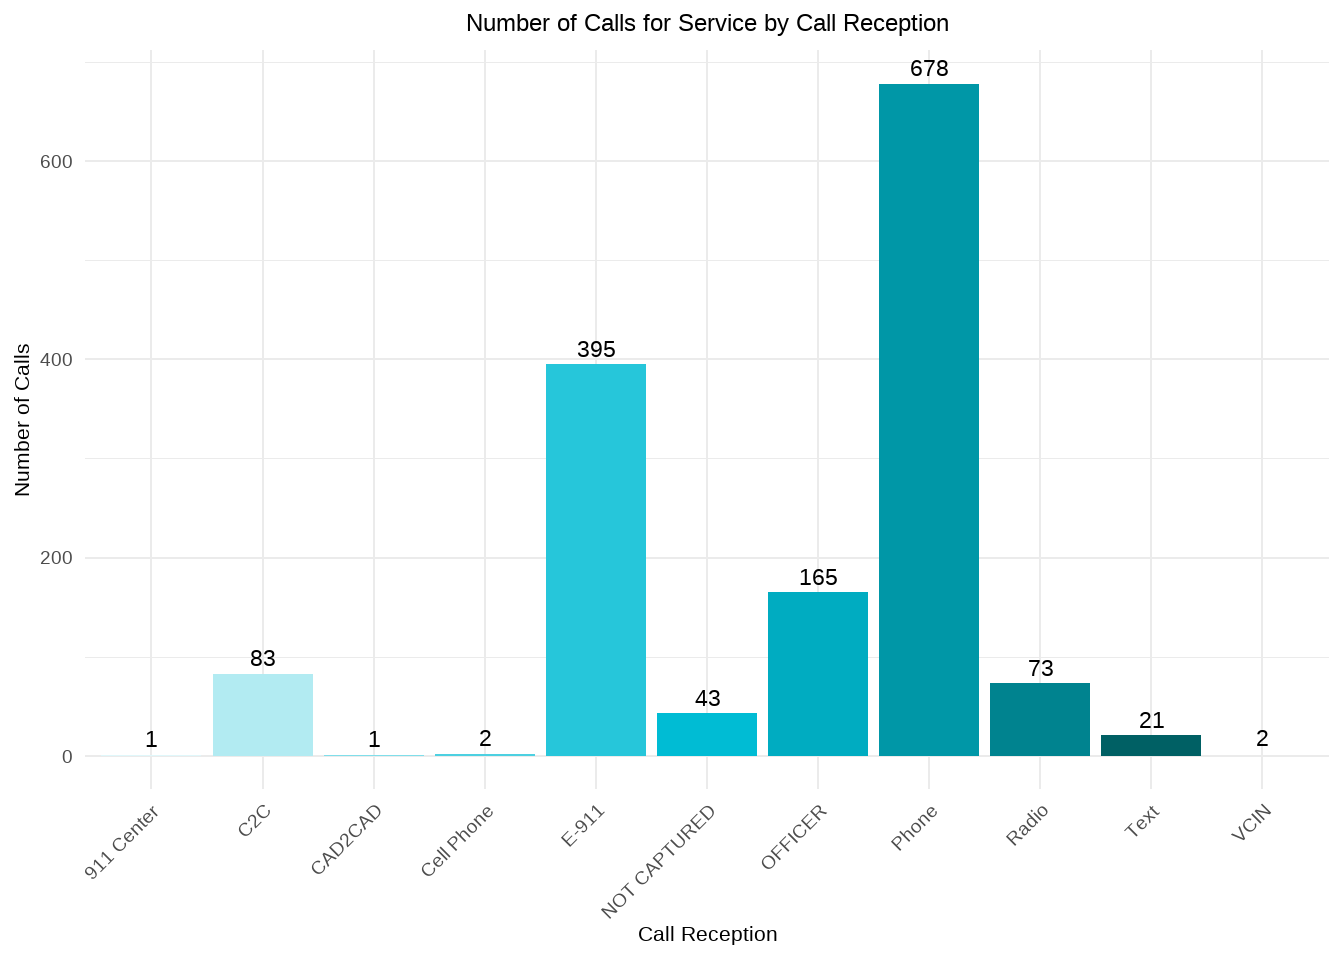 Number of Calls for Service by Call Reception
Number of Calls
600
400
200
0
1
83
1
2
395
43
165
678
73
21
2
911 Center
C2C
CAD2CAD
Cell Phone
E-911
NOT CAPTURED
OFFICER
Phone
Radio
Text
VCIN
Call Reception